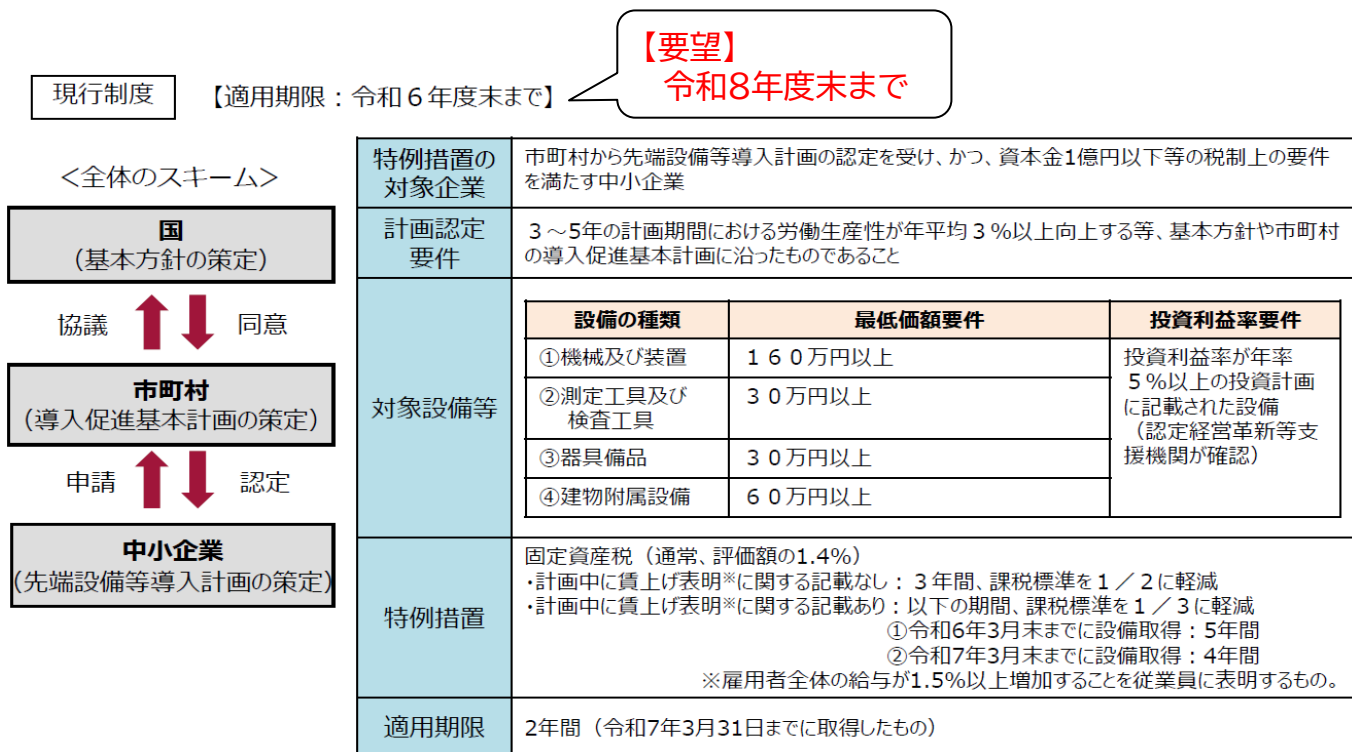 【要望】
令和8年度末まで
現行制度
【適用期限：令和６年度末まで】
＜全体のスキーム＞
国
（基本方針の策定）
協議
同意
市町村
（導入促進基本計画の策定）
申請
認定
中小企業
（先端設備等導入計画の策定）
特例措置の
対象企業
市町村から先端設備等導入計画の認定を受け、かつ、資本金1億円以下等の税制上の要件
を満たす中小企業
計画認定
要件
３～5年の計画期間における労働生産性が年平均３％以上向上する等、基本方針や市町村
の導入促進基本計画に沿ったものであること
対象設備等
設備の種類
最低価額要件
投資利益率要件
①機械及び装置
１６０万円以上
②測定工具及び
検査工具
３０万円以上
③器具備品
３０万円以上
④建物附属設備
６０万円以上
投資利益率が年率
５％以上の投資計画
に記載された設備
（認定経営革新等支
援機関が確認）
特例措置
固定資産税（通常、評価額の1.4％）
・計画中に賃上げ表明※に関する記載なし：３年間、課税標準を１／２に軽減
・計画中に賃上げ表明※に関する記載あり：以下の期間、課税標準を１／３に軽減
①令和6年3月末までに設備取得：5年間
②令和7年3月末までに設備取得：4年間
※雇用者全体の給与が1.5％以上増加することを従業員に表明するもの。
適用期限
2年間（令和7年3月31日までに取得したもの）